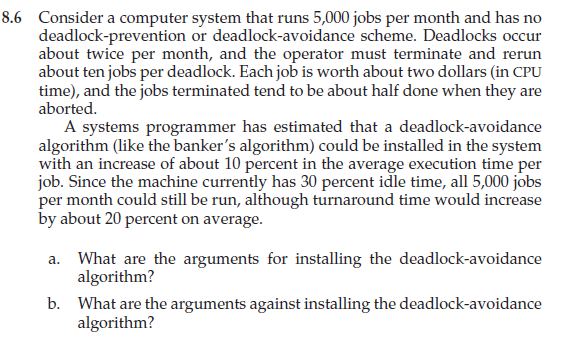 8.6 Consider a computer system that runs 5,000 jobs per month and has no
deadlock-prevention or deadlock-avoidance scheme. Deadlocks occur
about twice per month, and the operator must terminate and rerun
about ten jobs per deadlock. Each job is worth about two dollars (in CPU
time), and the jobs terminated tend to be about half done when they are
aborted.
A systems programmer has estimated that a deadlock-avoidance
algorithm (like the banker's algorithm) could be installed in the system
with an increase of about 10 percent in the average execution time per
job. Since the machine currently has 30 percent idle time, all 5,000 jobs
per month could still be run, although turnaround time would increase
by about 20 percent on average.
a. What are the arguments for installing the deadlock-avoidance
algorithm?
b. What are the arguments against installing the deadlock-avoidance
algorithm?